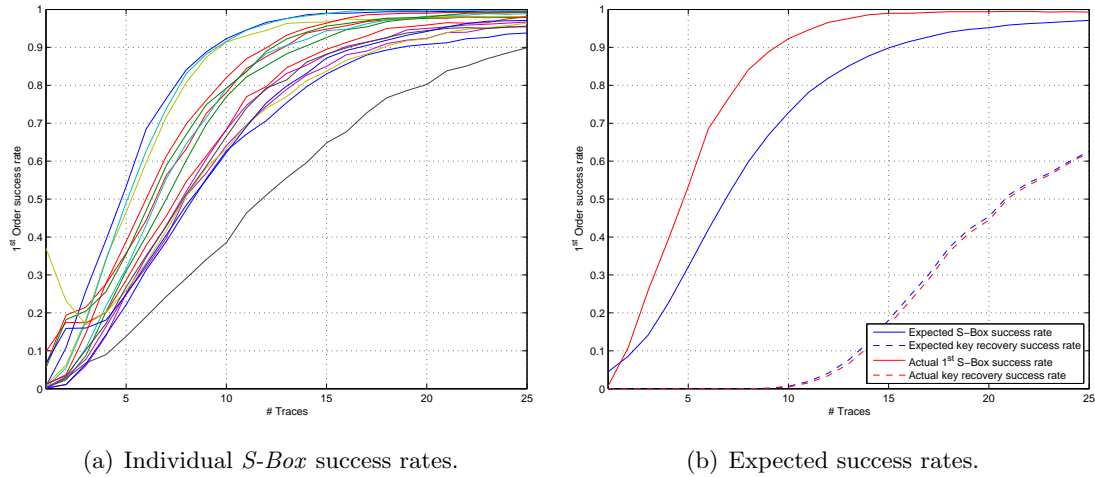 1
0.9
0.8
0.7
0.6
0.5
0.4
0.3
0.2
0.1
0
5 10 15 20 25
1st Order success rate
# Traces
(a) Individual S-Box success rates.
1
0.9
0.8
0.7
0.6
0.5
0.4
0.3
0.2
0.1
0
5 10 15 20 25
1st Order success rate
# Traces
Expected S−Box success rate
Expected key recovery success rate
Actual 1st S−Box success rate
Actual key recovery success rate
(b) Expected success rates.